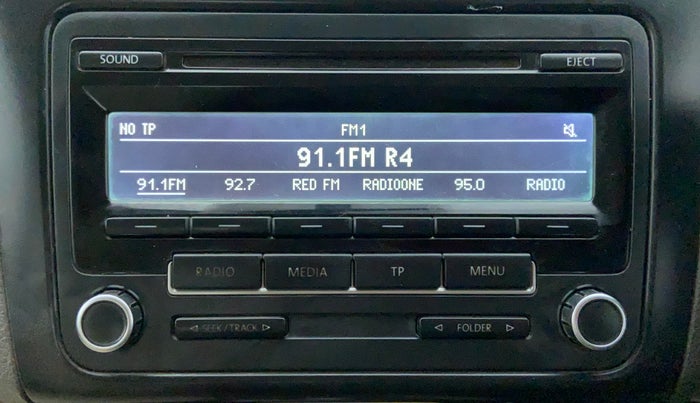 SOUND EJECT
NO TP FM1
91.1FM R4
91.1FM 92.7 RED FM RADIOONE 95.0 RADIO
RADIO MEDIA TP MENU
SEEK/TRACK FOLDER